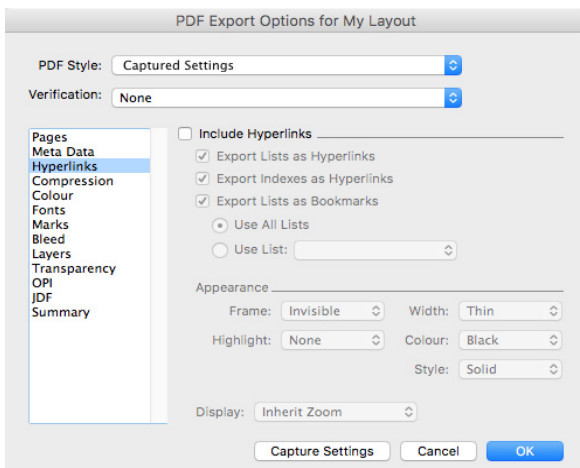 PDF Export Options for My Layout
PDF Style: Captured Settings
Verification: None
Pages
Meta Data
Hyperlinks
Compression
Colour
Fonts
Marks
Bleed
Layers
Transparency
OPI
JDF
Summary
Include Hyperlinks
Export Lists as Hyperlinks
Export Indexes as Hyperlinks
Export Lists as Bookmarks
Use All Lists
Use List:
Appearance
Frame: Invisible Width: Thin
Highlight: None Colour: Black
Style: Solid
Display: Inherit Zoom
Capture Settings Cancel OK